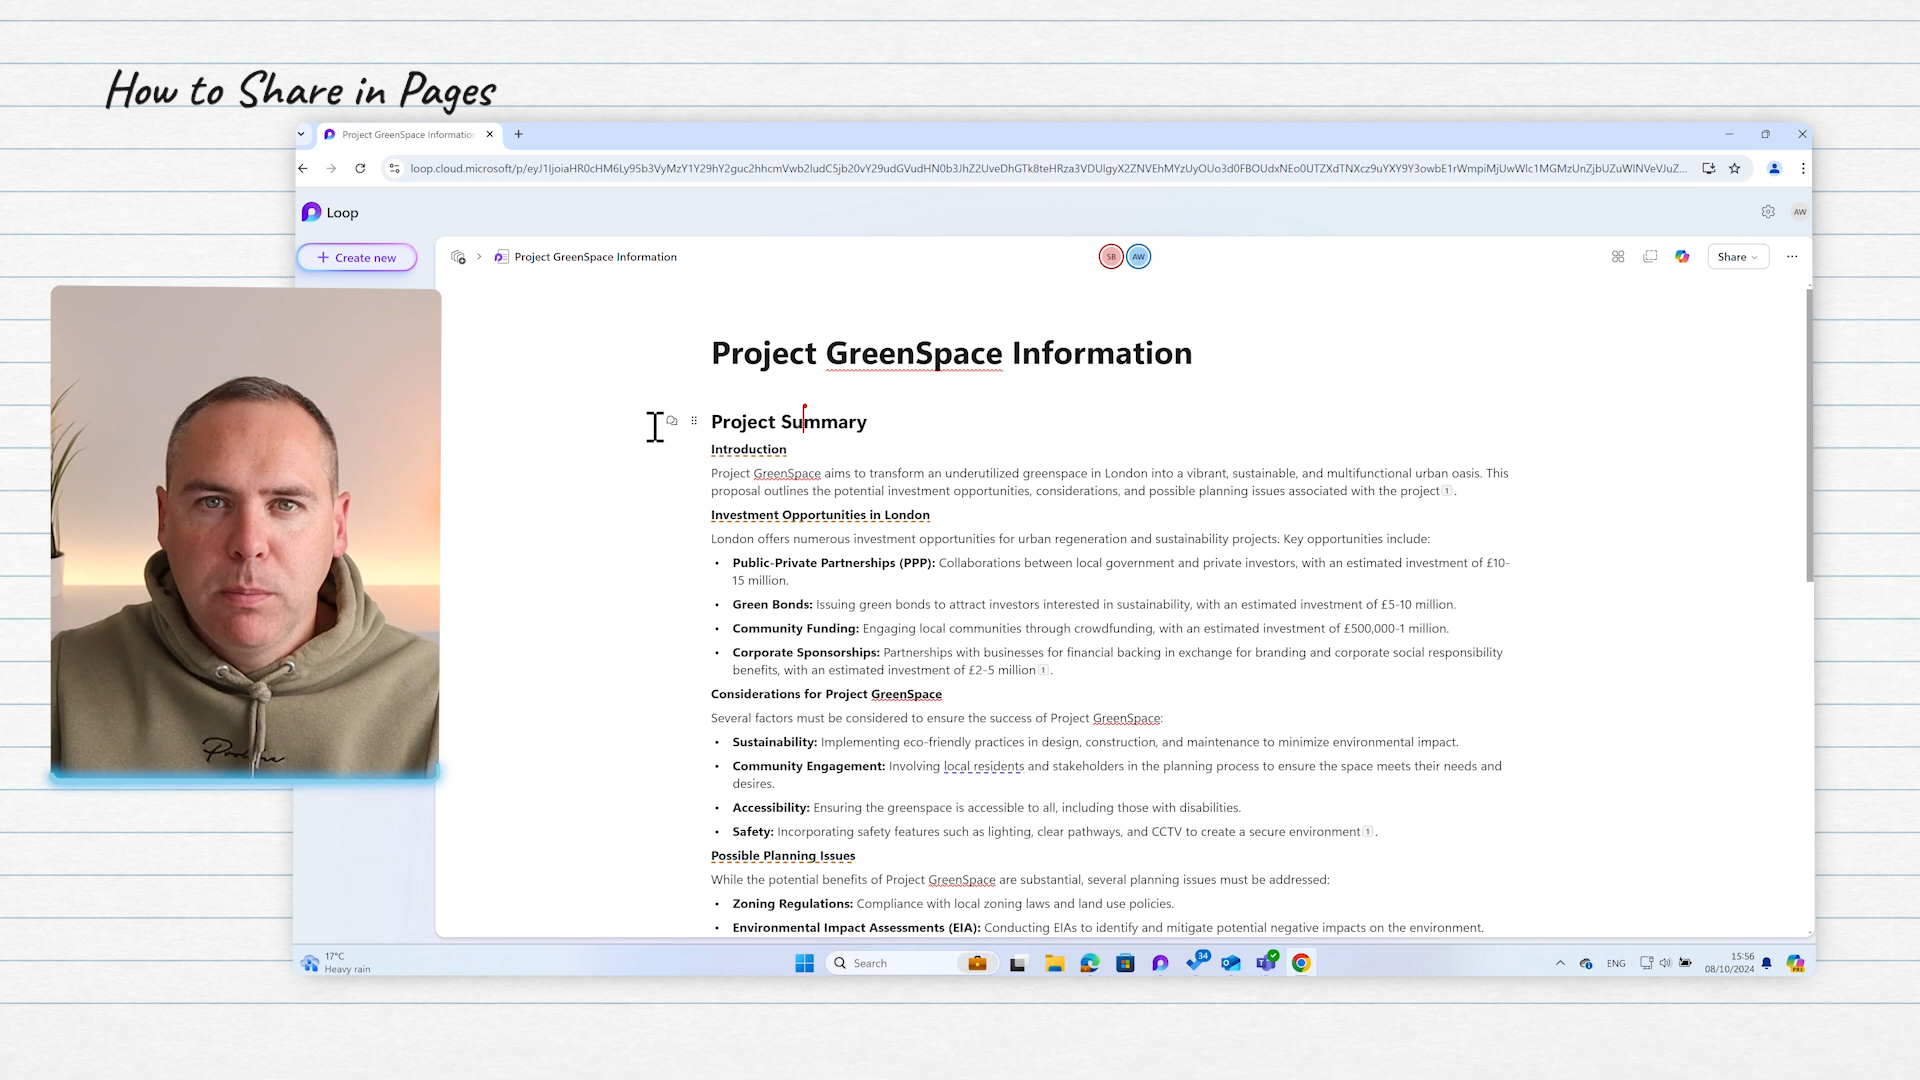 How to Share in Pages
Project GreenSpace Informatio
loop.cloud.microsoft/p/eyJ1IjoiaHR0cHM6Ly95b3VyMzY1Y29hY2guc2hhcmVwb2ludC5jb20vY29udGVudHN0b3JhZ2UveDhGTk8teHRza3VDUlgyX2ZNVEhMYzUyOUo3d0FBOUdxNEo0UTZXdTNXcz9uYXY9Y3owbE1rWmpiMjUwWlc1MGMzUnZjbUZuWlNVeVJuZ...
Loop
AW
Create new
Project GreenSpace Information
SB
AW
Share
Project GreenSpace Information
Project Summary
Introduction
Project GreenSpace aims to transform an underutilized greenspace in London into a vibrant, sustainable, and multifunctional urban oasis. This
proposal outlines the potential investment opportunities, considerations, and possible planning issues associated with the project 1.
Investment Opportunities in London
London offers numerous investment opportunities for urban regeneration and sustainability projects. Key opportunities include:
• Public-Private Partnerships (PPP): Collaborations between local government and private investors, with an estimated investment of £10-
15 million.
• Green Bonds: Issuing green bonds to attract investors interested in sustainability, with an estimated investment of £5-10 million.
• Community Funding: Engaging local communities through crowdfunding, with an estimated investment of £500,000-1 million.
• Corporate Sponsorships: Partnerships with businesses for financial backing in exchange for branding and corporate social responsibility
benefits, with an estimated investment of £2-5 million 1.
Considerations for Project GreenSpace
Several factors must be considered to ensure the success of Project GreenSpace:
• Sustainability: Implementing eco-friendly practices in design, construction, and maintenance to minimize environmental impact.
• Community Engagement: Involving local residents and stakeholders in the planning process to ensure the space meets their needs and
desires.
• Accessibility: Ensuring the greenspace is accessible to all, including those with disabilities.
• Safety: Incorporating safety features such as lighting, clear pathways, and CCTV to create a secure environment 1.
Possible Planning Issues
While the potential benefits of Project GreenSpace are substantial, several planning issues must be addressed:
• Zoning Regulations: Compliance with local zoning laws and land use policies.
• Environmental Impact Assessments (EIA): Conducting EIAs to identify and mitigate potential negative impacts on the environment.
17°C
Heavy rain
Search
34
ENG
15:56
08/10/2024